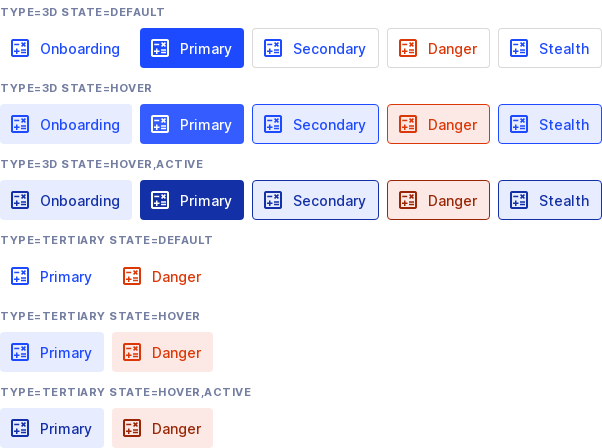 TYPE=3D STATE=DEFAULT
Onboarding Primary Secondary Danger Stealth
TYPE=3D STATE=HOVER
Onboarding Primary Secondary Danger Stealth
TYPE=3D STATE=HOVER,ACTIVE
Onboarding Primary Secondary Danger Stealth
TYPE=TERTIARY STATE=DEFAULT
Primary Danger
TYPE=TERTIARY STATE=HOVER
Primary Danger
TYPE=TERTIARY STATE=HOVER,ACTIVE
Primary Danger